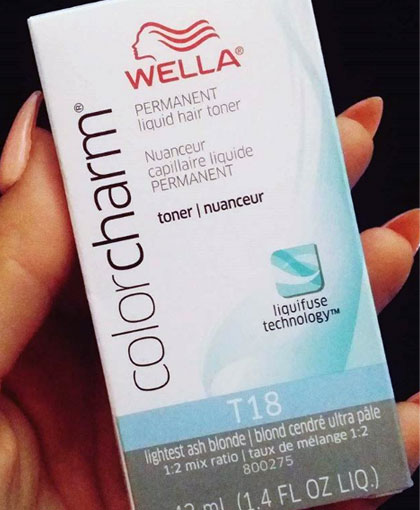 WELLA®
PERMANENT
liquid hair toner
Nuanceur
capillaire liquide
PERMANENT
toner | nuanceur
colorcharm®
liquifuse
technology™
T18
lightest ash blonde | blond cendré ultra pâle
1:2 mix ratio | taux de mélange 1:2
800275
42 mL (1.4 FL OZ LIQ.)